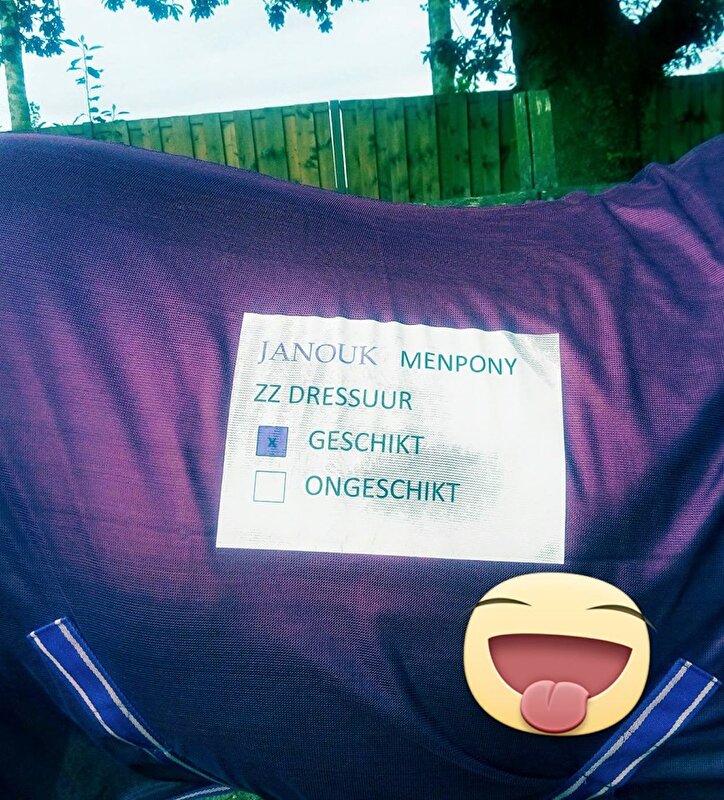 JANOUK MENPONY
ZZ DRESSUUR
x GESCHIKT
ONGESCHIKT